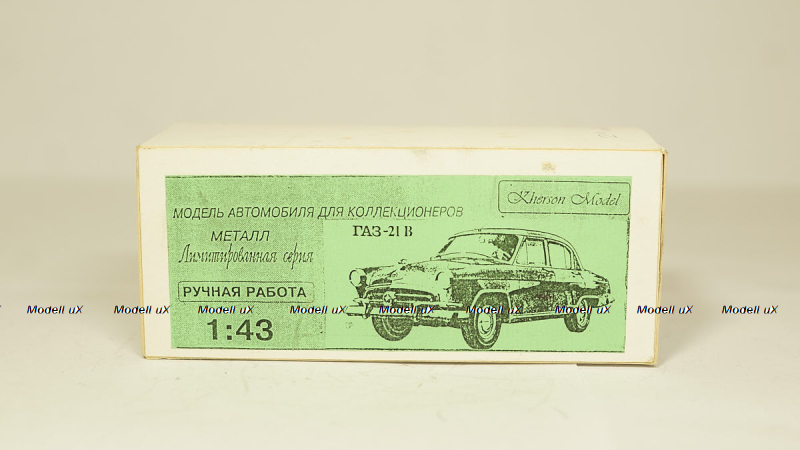 Kherson Model
МОДЕЛЬ АВТОМОБИЛЯ ДЛЯ КОЛЛЕКЦИОНЕРОВ
МЕТАЛЛ
ГАЗ-21 В
Лимитированная серия
РУЧНАЯ РАБОТА
Modell uX Modell uX Modell uX Modell uX Modell uX Modell uX Modell uX Modell uX Modell uX
1:43